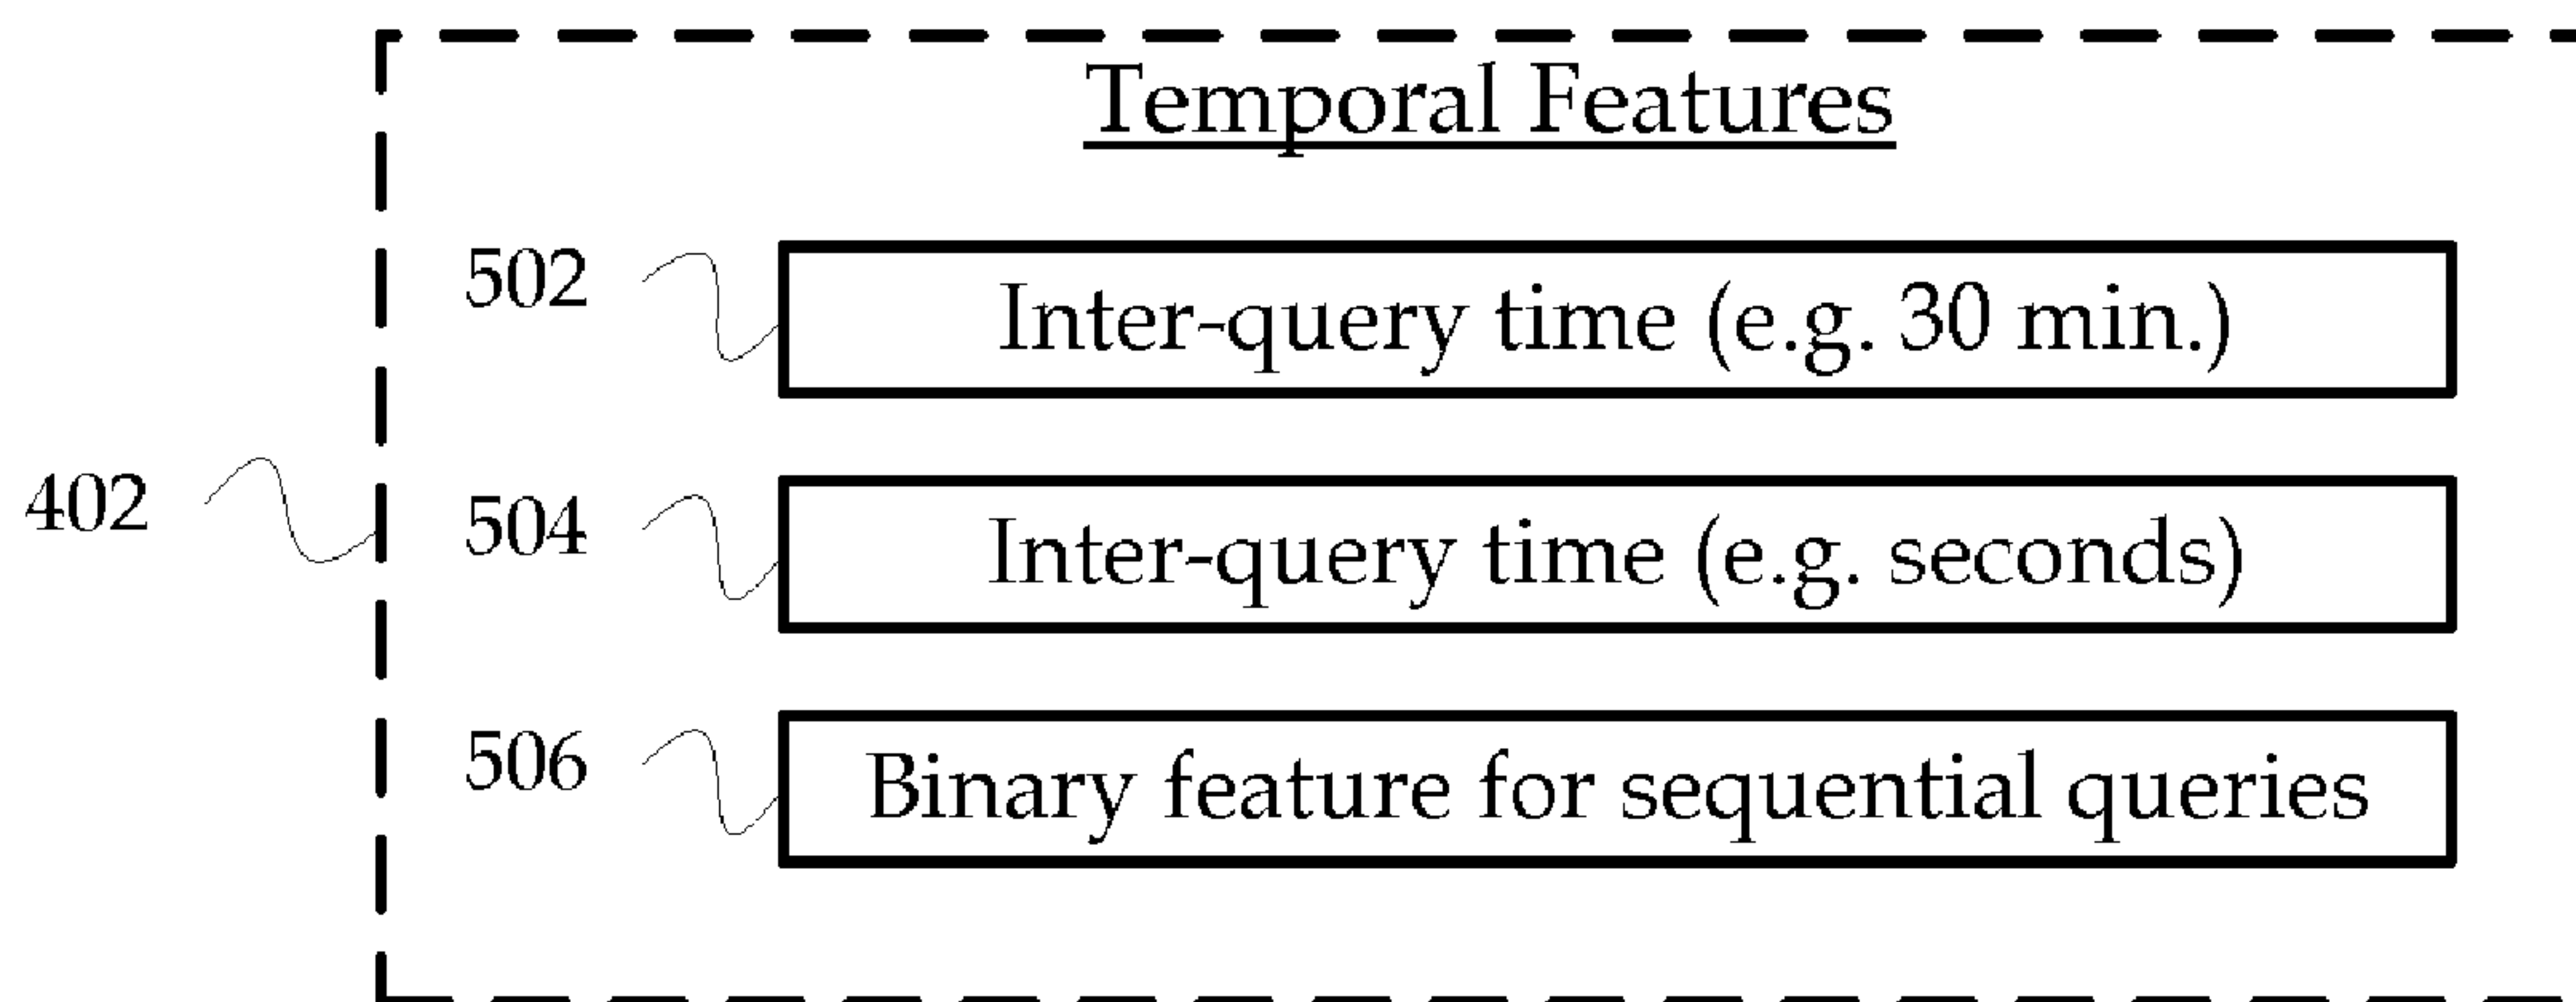 Temporal Features
502
Inter-query time (e.g. 30 min.)
402
504
Inter-query time (e.g. seconds)
506
Binary feature for sequential queries